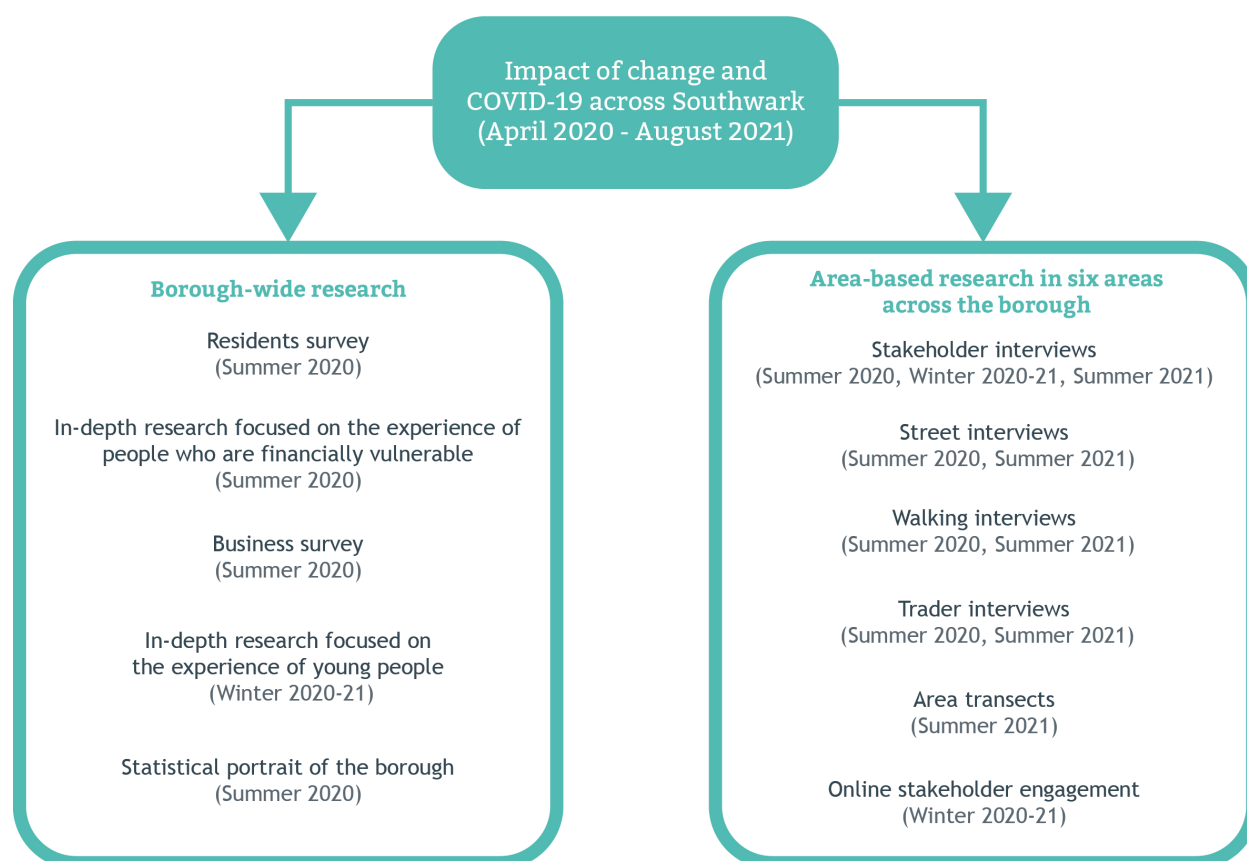 Impact of change and
COVID-19 across Southwark
(April 2020 - August 2021)
Borough-wide research
Residents survey
(Summer 2020)
In-depth research focused on the experience of
people who are financially vulnerable
(Summer 2020)
Business survey
(Summer 2020)
In-depth research focused on
the experience of young people
(Winter 2020-21)
Statistical portrait of the borough
(Summer 2020)
Area-based research in six areas
across the borough
Stakeholder interviews
(Summer 2020, Winter 2020-21, Summer 2021)
Street interviews
(Summer 2020, Summer 2021)
Walking interviews
(Summer 2020, Summer 2021)
Trader interviews
(Summer 2020, Summer 2021)
Area transects
(Summer 2021)
Online stakeholder engagement
(Winter 2020-21)